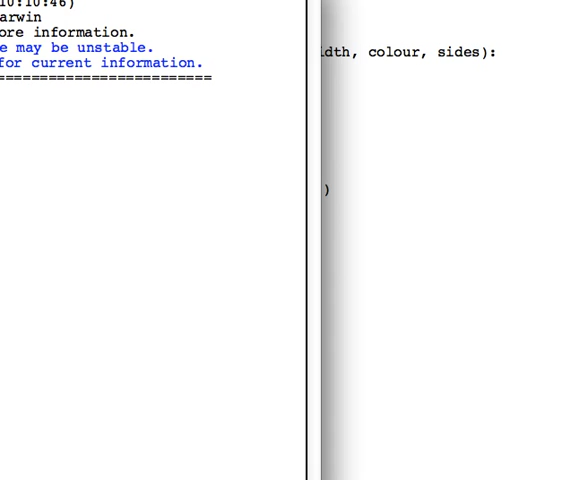 10:10:46)
arwin
ore information.
e may be unstable.
for current information.
=========================
dth, colour, sides):
)